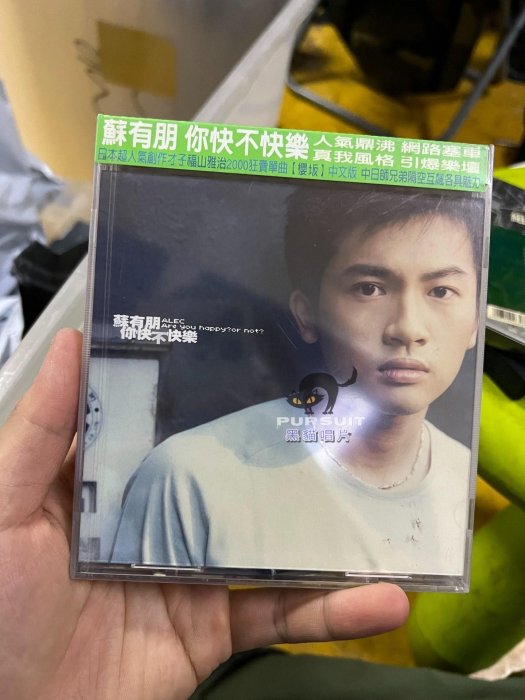 蘇有朋 你快不快樂 人氣鼎沸 網路塞車
真我風格 引爆樂壇
日本超人氣創作才子福山雅治2000狂賣單曲【櫻坂】中文版 中日師兄弟隔空互飆各具魅力
蘇有朋 ALEC
Are you happy?or not?
你快不快樂
PURSUIT
黑貓唱片